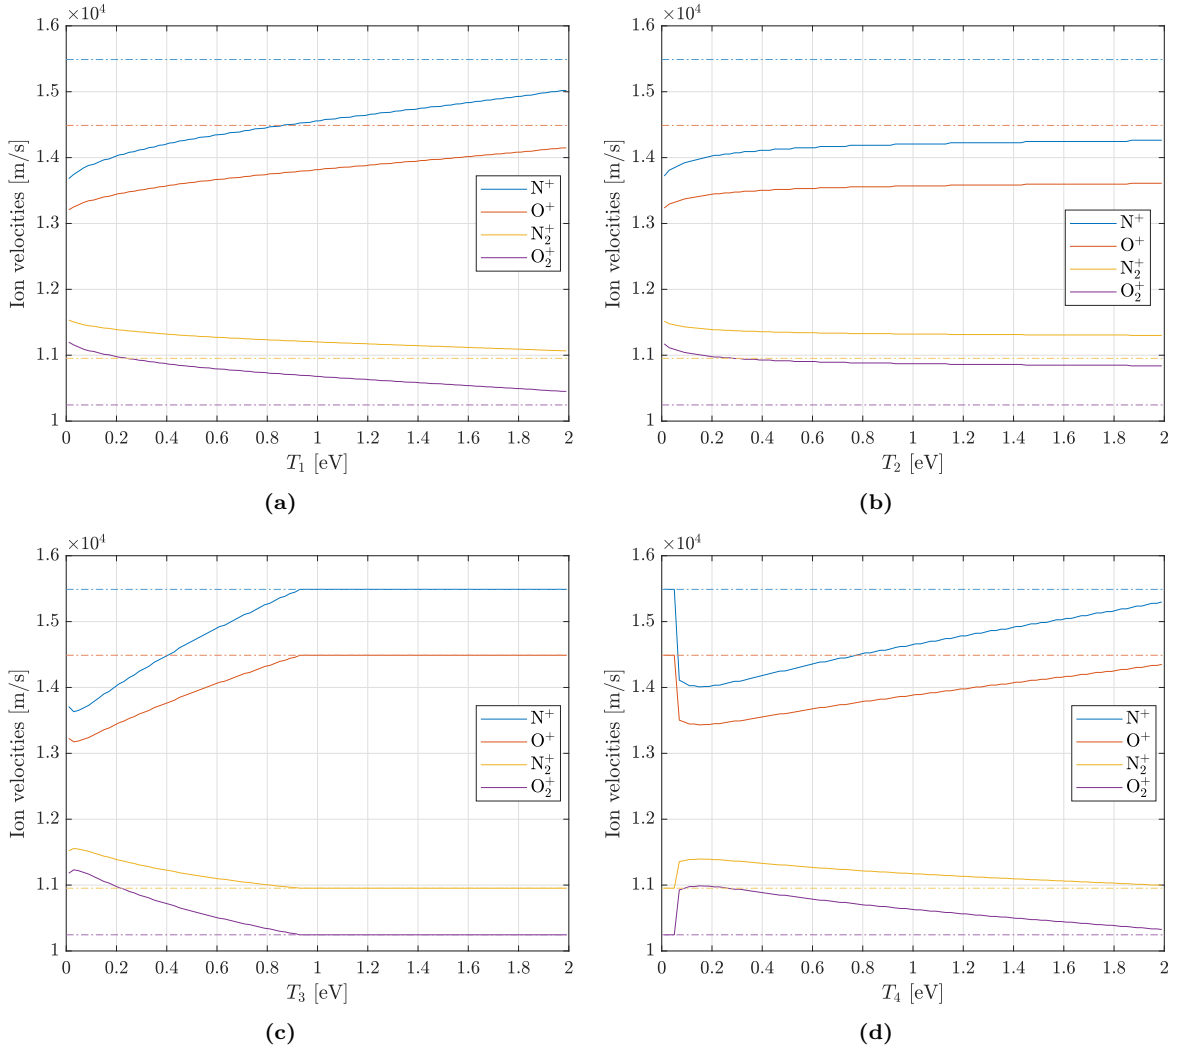 ×10⁴
1.6
1.5
1.4
1.3
1.2
1.1
1
Ion velocities [m/s]
N⁺
O⁺
N₂⁺
O₂⁺
0 0.2 0.4 0.6 0.8 1 1.2 1.4 1.6 1.8 2
T₁ [eV]
(a)
×10⁴
1.6
1.5
1.4
1.3
1.2
1.1
1
Ion velocities [m/s]
N⁺
O⁺
N₂⁺
O₂⁺
0 0.2 0.4 0.6 0.8 1 1.2 1.4 1.6 1.8 2
T₂ [eV]
(b)
×10⁴
1.6
1.5
1.4
1.3
1.2
1.1
1
Ion velocities [m/s]
N⁺
O⁺
N₂⁺
O₂⁺
0 0.2 0.4 0.6 0.8 1 1.2 1.4 1.6 1.8 2
T₃ [eV]
(c)
×10⁴
1.6
1.5
1.4
1.3
1.2
1.1
1
Ion velocities [m/s]
N⁺
O⁺
N₂⁺
O₂⁺
0 0.2 0.4 0.6 0.8 1 1.2 1.4 1.6 1.8 2
T₄ [eV]
(d)